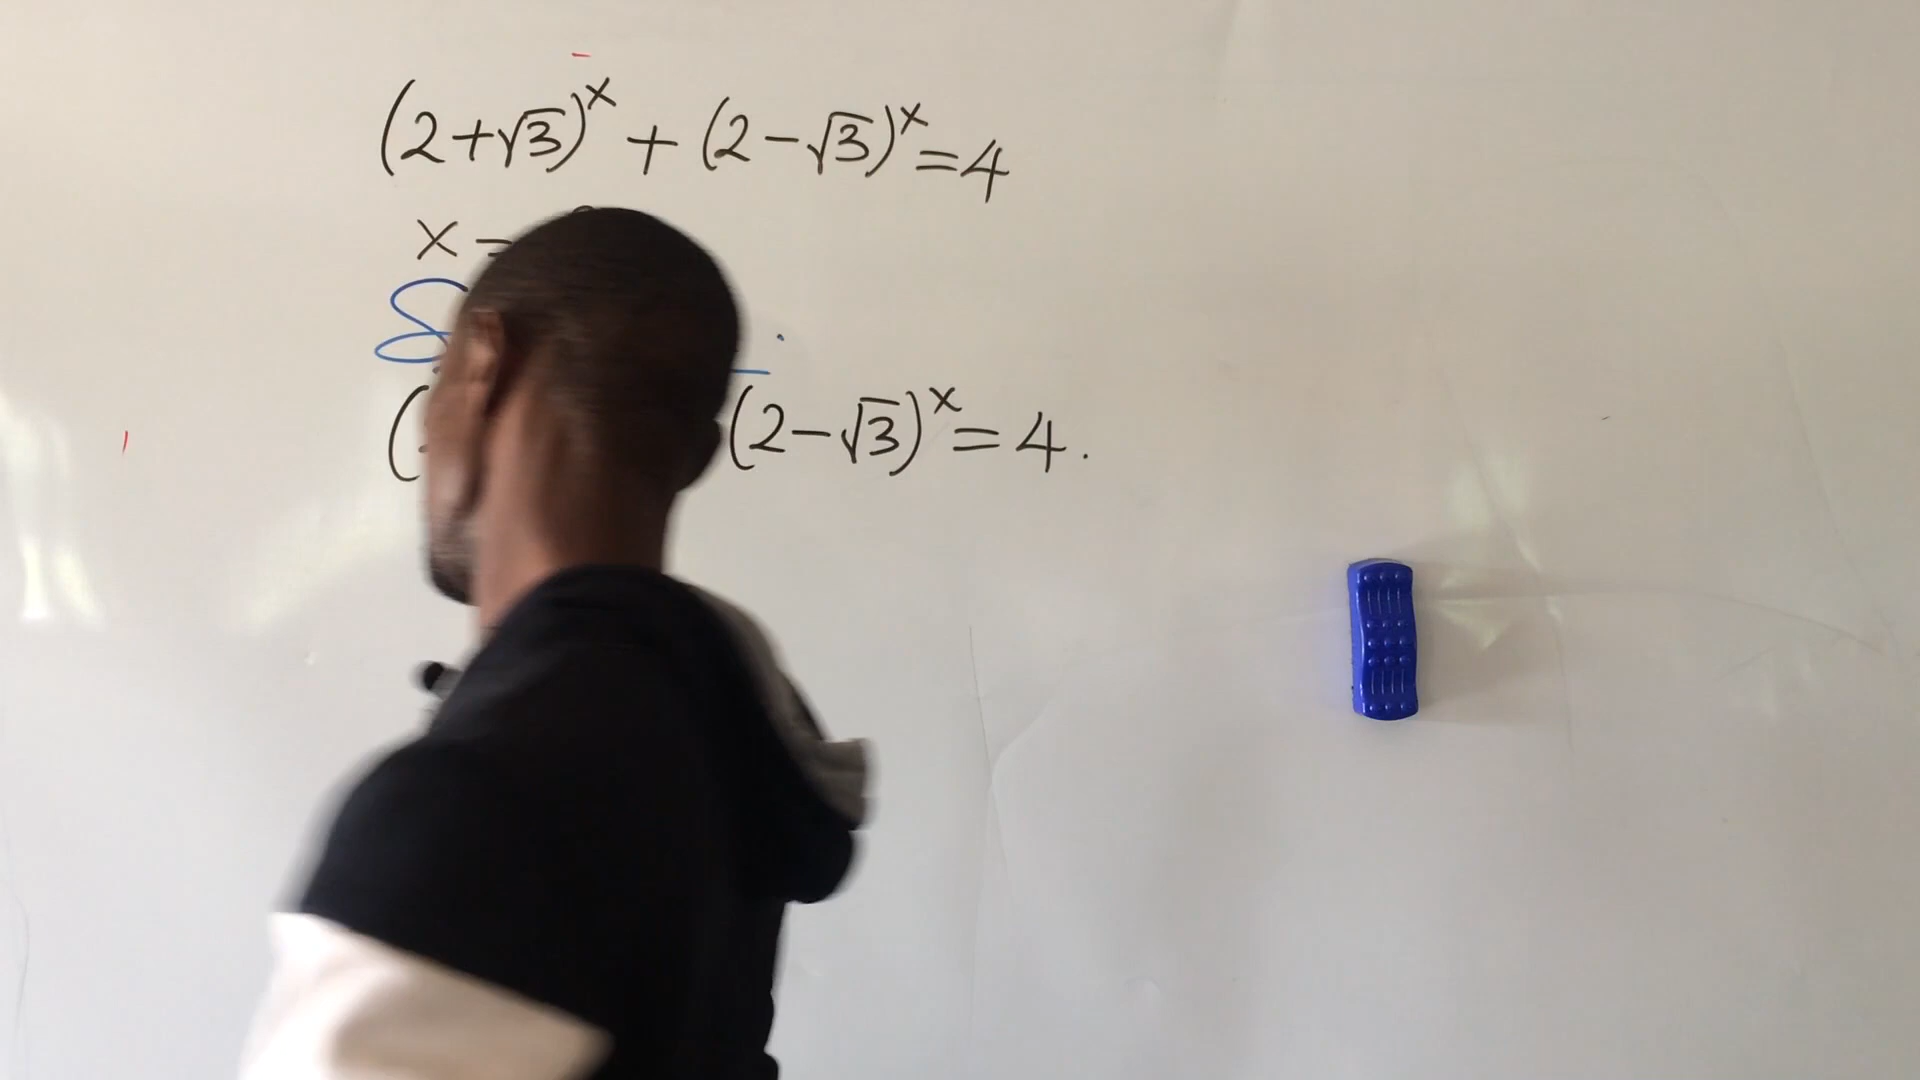 (2+√3)^x + (2-√3)^x = 4
x
(2-√3)^x = 4.